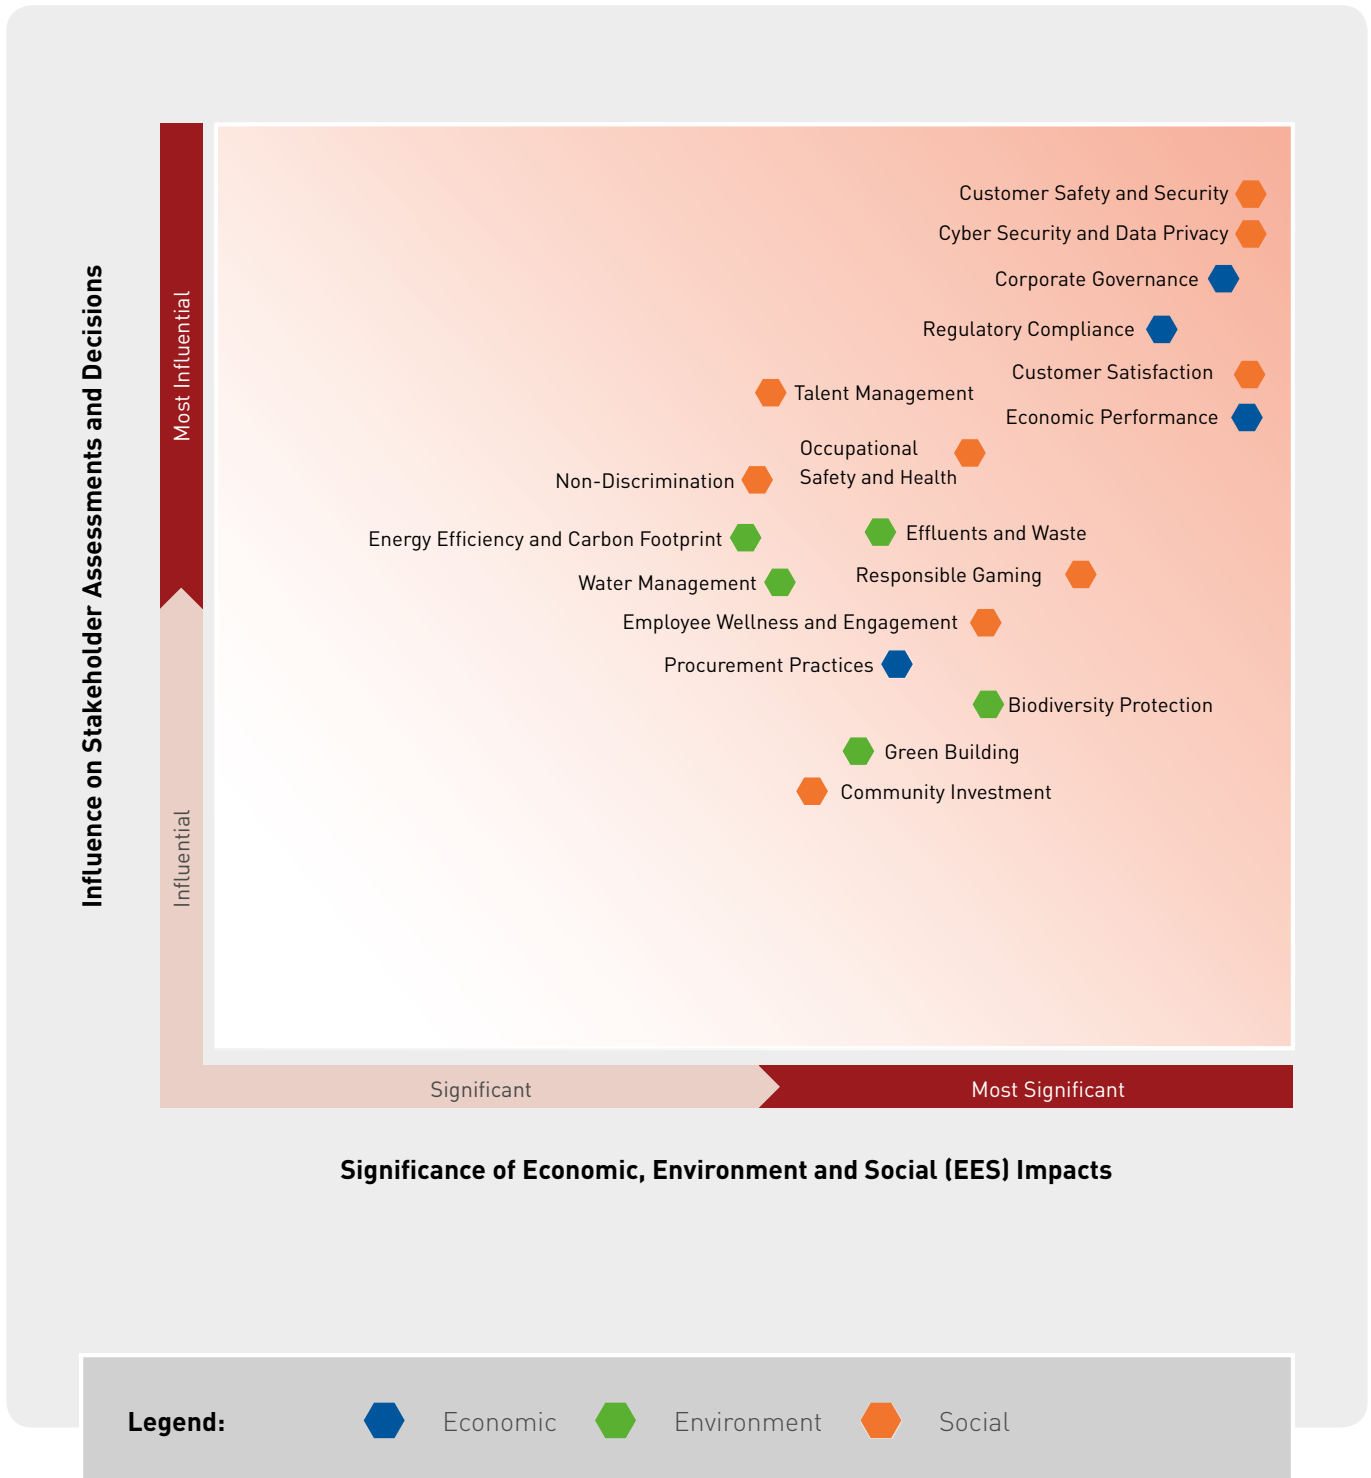 Influence on Stakeholder Assessments and Decisions
Most Influential
Influential
Customer Safety and Security
Cyber Security and Data Privacy
Corporate Governance
Regulatory Compliance
Customer Satisfaction
Talent Management
Economic Performance
Occupational
Safety and Health
Non-Discrimination
Energy Efficiency and Carbon Footprint
Effluents and Waste
Water Management
Responsible Gaming
Employee Wellness and Engagement
Procurement Practices
Biodiversity Protection
Green Building
Community Investment
Significant
Most Significant
Significance of Economic, Environment and Social (EES) Impacts
Legend:
Economic
Environment
Social